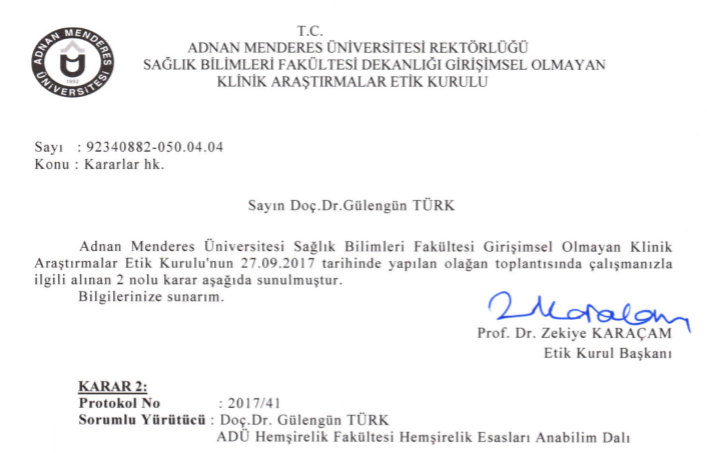 ADNAN MENDERES
ÜNİVERSİTESİ
1992
T.C.
ADNAN MENDERES ÜNİVERSİTESİ REKTÖRLÜĞÜ
SAĞLIK BİLİMLERİ FAKÜLTESİ DEKANLIĞI GİRİŞİMSEL OLMAYAN
KLİNİK ARAŞTIRMALAR ETİK KURULU
Sayı : 92340882-050.04.04
Konu : Kararlar hk.
Sayın Doç.Dr.Gülengün TÜRK
Adnan Menderes Üniversitesi Sağlık Bilimleri Fakültesi Girişimsel Olmayan Klinik
Araştırmalar Etik Kurulu'nun 27.09.2017 tarihinde yapılan olağan toplantısında çalışmanızla
ilgili alınan 2 nolu karar aşağıda sunulmuştur.
Bilgilerinize sunarım.
Z Karaçam
Prof. Dr. Zekiye KARAÇAM
Etik Kurul Başkanı
KARAR 2:
Protokol No : 2017/41
Sorumlu Yürütücü : Doç.Dr. Gülengün TÜRK
ADÜ Hemşirelik Fakültesi Hemşirelik Esasları Anabilim Dalı